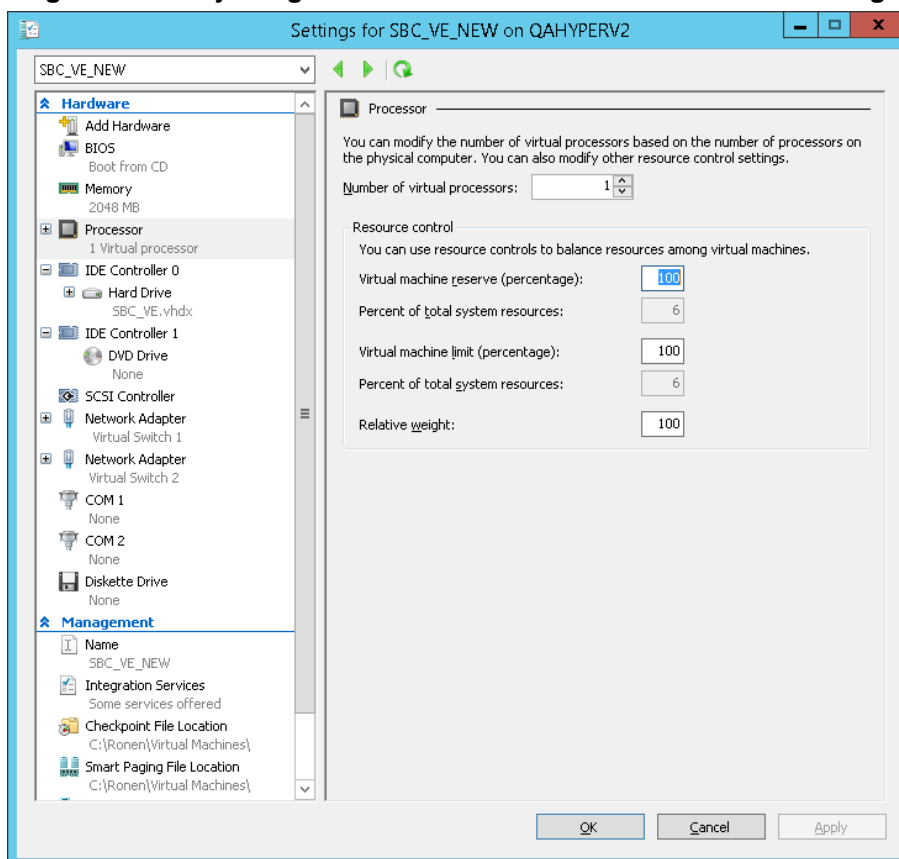 Settings for SBC_VE_NEW on QAHYPERV2
SBC_VE_NEW
Hardware
Add Hardware
BIOS
Boot from CD
Memory
2048 MB
Processor
1 Virtual processor
IDE Controller 0
Hard Drive
SBC_VE.vhdx
IDE Controller 1
DVD Drive
None
SCSI Controller
Network Adapter
Virtual Switch 1
Network Adapter
Virtual Switch 2
COM 1
None
COM 2
None
Diskette Drive
None
Management
Name
SBC_VE_NEW
Integration Services
Some services offered
Checkpoint File Location
C:\Ronen\Virtual Machines\
Smart Paging File Location
C:\Ronen\Virtual Machines\
Processor
You can modify the number of virtual processors based on the number of processors on
the physical computer. You can also modify other resource control settings.
Number of virtual processors: 1
Resource control
You can use resource controls to balance resources among virtual machines.
Virtual machine reserve (percentage): 100
Percent of total system resources: 6
Virtual machine limit (percentage): 100
Percent of total system resources: 6
Relative weight: 100
OK Cancel Apply